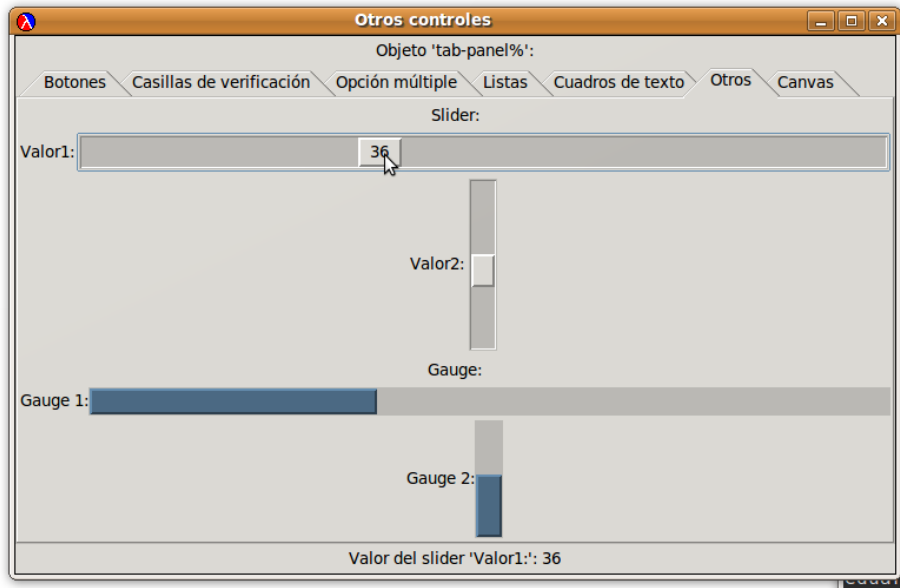 Otros controles
Objeto 'tab-panel%':
Botones Casillas de verificación Opción múltiple Listas Cuadros de texto Otros Canvas
Slider:
Valor1: 36
Valor2:
Gauge:
Gauge 1:
Gauge 2:
Valor del slider 'Valor1:': 36